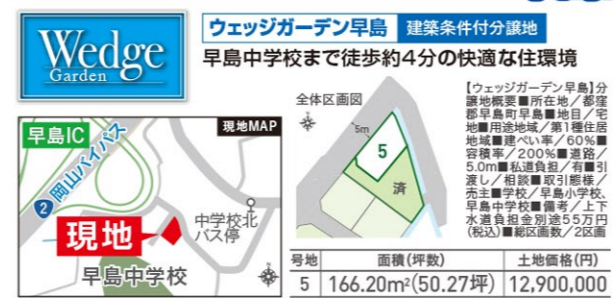 Wedge
Garden
ウェッジガーデン早島 建築条件付分譲地
早島中学校まで徒歩約4分の快適な住環境
早島IC
現地MAP
岡山バイパス
2
現地
中学校北
バス停
早島中学校
全体区画図
5m
5
済
【ウェッジガーデン早島】分
譲地概要■所在地／都窪
郡早島町早島■地目／宅
地■用途地域／第1種住居
地域■建ぺい率／60%■
容積率／200%■道路／
5.0m■私道負担／有■引
渡し／相談■取引態様／
売主■学校／早島小学校、
早島中学校■備考／上下
水道負担金別途55万円
(税込)■総区画数／2区画
号地 面積(坪数) 土地価格(円)
5 166.20m²(50.27坪) 12,900,000